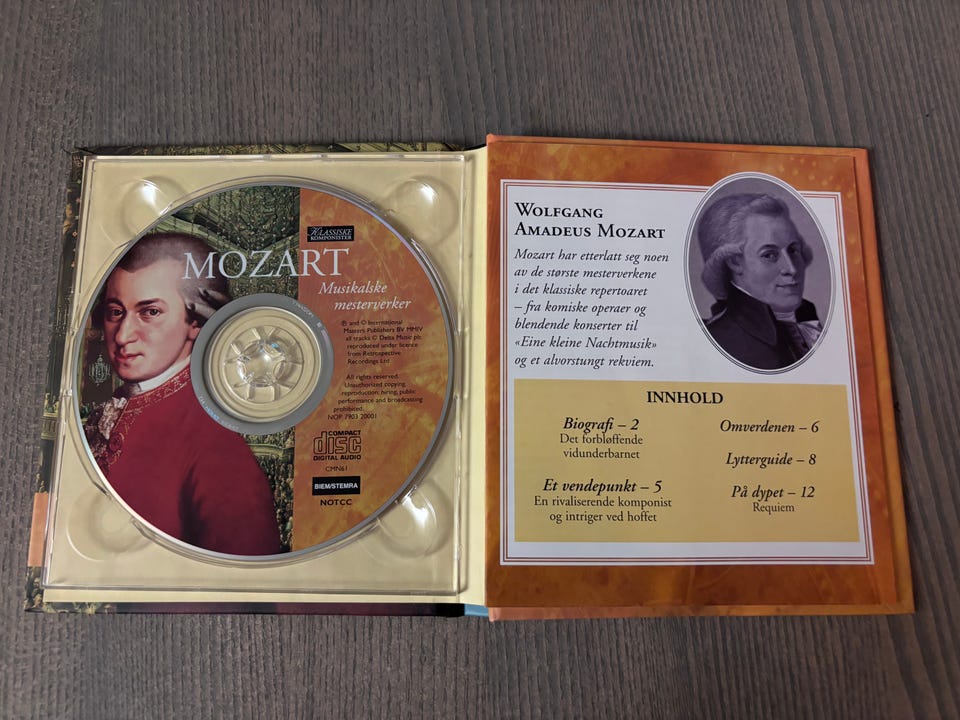 KLASSISKE
KOMPONISTER
MOZART
Musikalske
mesterverker
℗ and © International
Masters Publishers BV MMIV
all tracks © Delta Music plc
reproduced under licence
from Retrospective
Recordings Ltd
All rights reserved.
Unauthorized copying,
reproduction, hiring, public
performance and broadcasting
prohibited.
NOP 7903 20001
COMPACT
disc
DIGITAL AUDIO
CMN61
BIEM/STEMRA
NOTCC
WOLFGANG
AMADEUS MOZART
Mozart har etterlatt seg noen
av de største mesterverkene
i det klassiske repertoaret
– fra komiske operaer og
blendende konserter til
«Eine kleine Nachtmusik»
og et alvorstungt rekviem.
INNHOLD
Biografi – 2
Det forbløffende
vidunderbarnet
Et vendepunkt – 5
En rivaliserende komponist
og intriger ved hoffet
Omverdenen – 6
Lytterguide – 8
På dypet – 12
Requiem